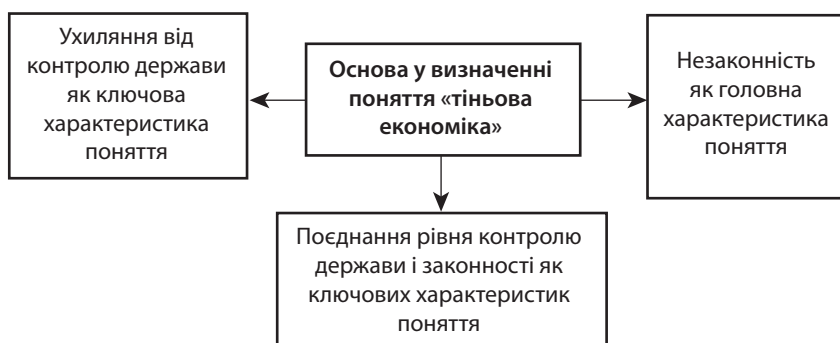 Ухиляння від
контролю держави
як ключова
характеристика
поняття
Основа у визначенні
поняття «тіньова
економіка»
Незаконність
як головна
характеристика
поняття
Поєднання рівня контролю
держави і законності як
ключових характеристик
поняття